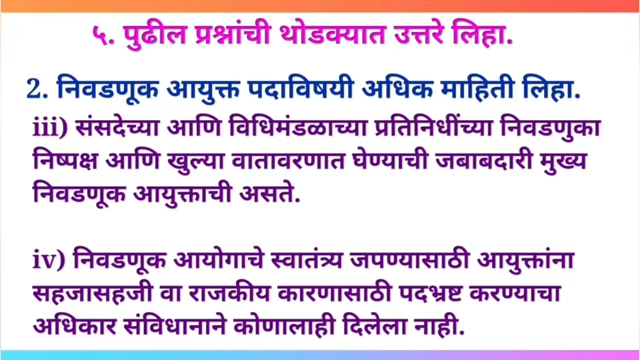 ५. पुढील प्रश्नांची थोडक्यात उत्तरे लिहा.
2. निवडणूक आयुक्त पदाविषयी अधिक माहिती लिहा.
iii) संसदेच्या आणि विधिमंडळाच्या प्रतिनिधींच्या निवडणुका
निष्पक्ष आणि खुल्या वातावरणात घेण्याची जबाबदारी मुख्य
निवडणूक आयुक्ताची असते.
iv) निवडणूक आयोगाचे स्वातंत्र्य जपण्यासाठी आयुक्तांना
सहजासहजी वा राजकीय कारणासाठी पदभ्रष्ट करण्याचा
अधिकार संविधानाने कोणालाही दिलेला नाही.